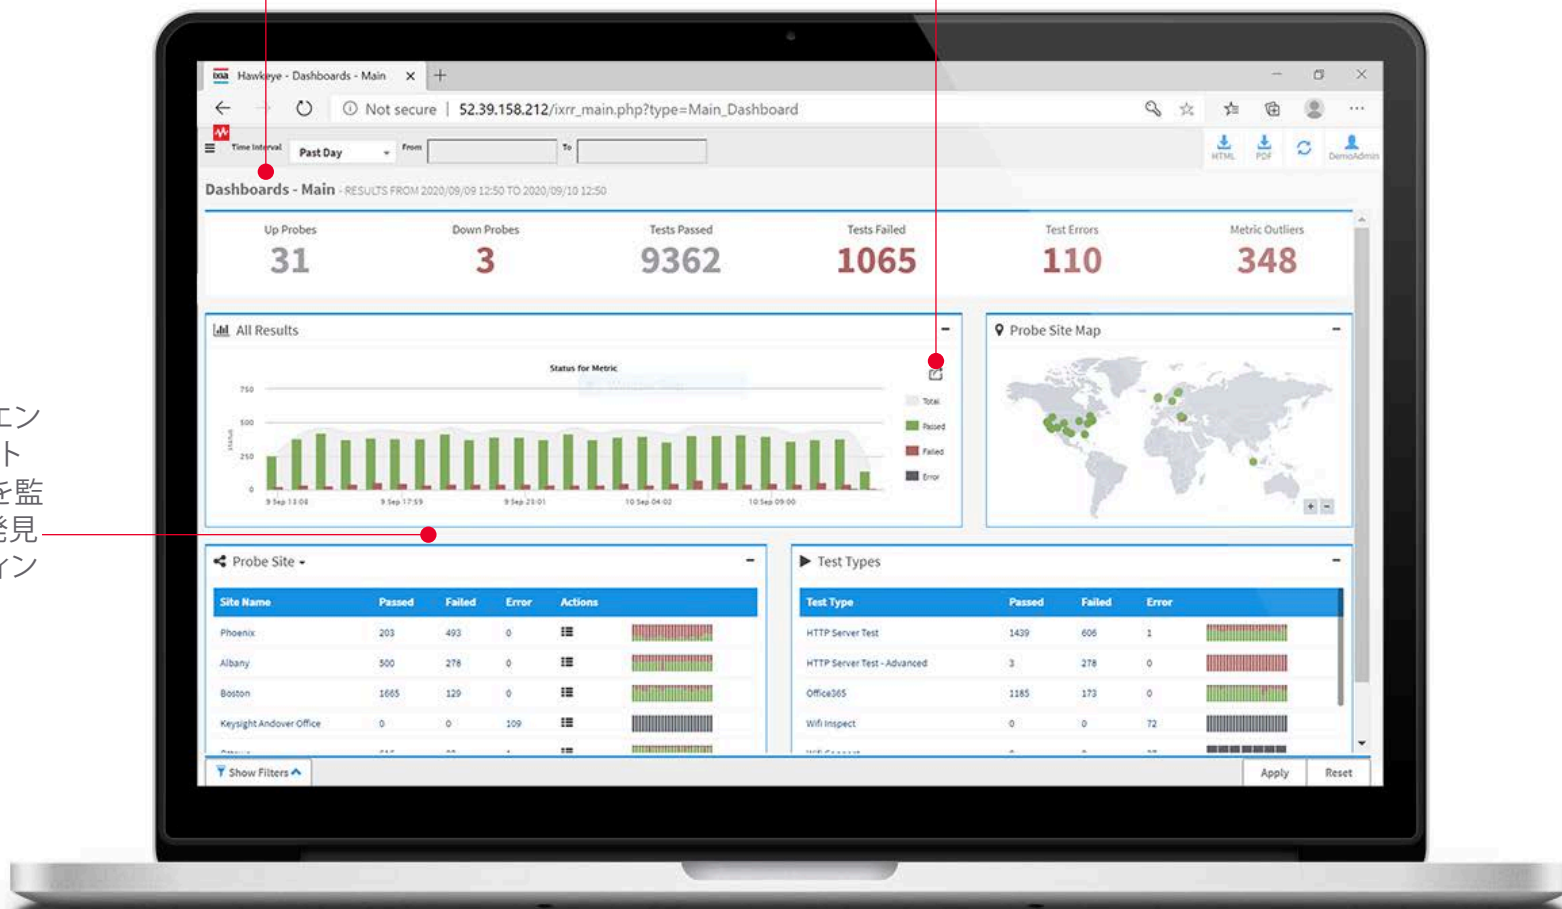 ixia Hawkeye - Dashboards - Main
Not secure | 52.39.158.212/ixrr_main.php?type=Main_Dashboard
Time Interval Past Day From To
HTML PDF DemoAdmin
Dashboards - Main - RESULTS FROM 2020/09/09 12:50 TO 2020/09/10 12:50
Up Probes Down Probes Tests Passed Tests Failed Test Errors Metric Outliers
31 3 9362 1065 110 348
All Results
Status for Metric
750
500
250
0
Status
9 Sep 13:08 9 Sep 17:59 9 Sep 23:01 10 Sep 04:02 10 Sep 09:00
Total
Passed
Failed
Error
Probe Site Map
+ -
エン
ト
を監
発見
ィン
Probe Site
Site Name Passed Failed Error Actions
Phoenix 203 493 0
Albany 500 278 0
Boston 1665 129 0
Keysight Andover Office 0 0 109
Test Types
Test Type Passed Failed Error
HTTP Server Test 1439 606 1
HTTP Server Test - Advanced 3 278 0
Office365 1185 173 0
Wifi Inspect 0 0 72
Show Filters
Apply Reset